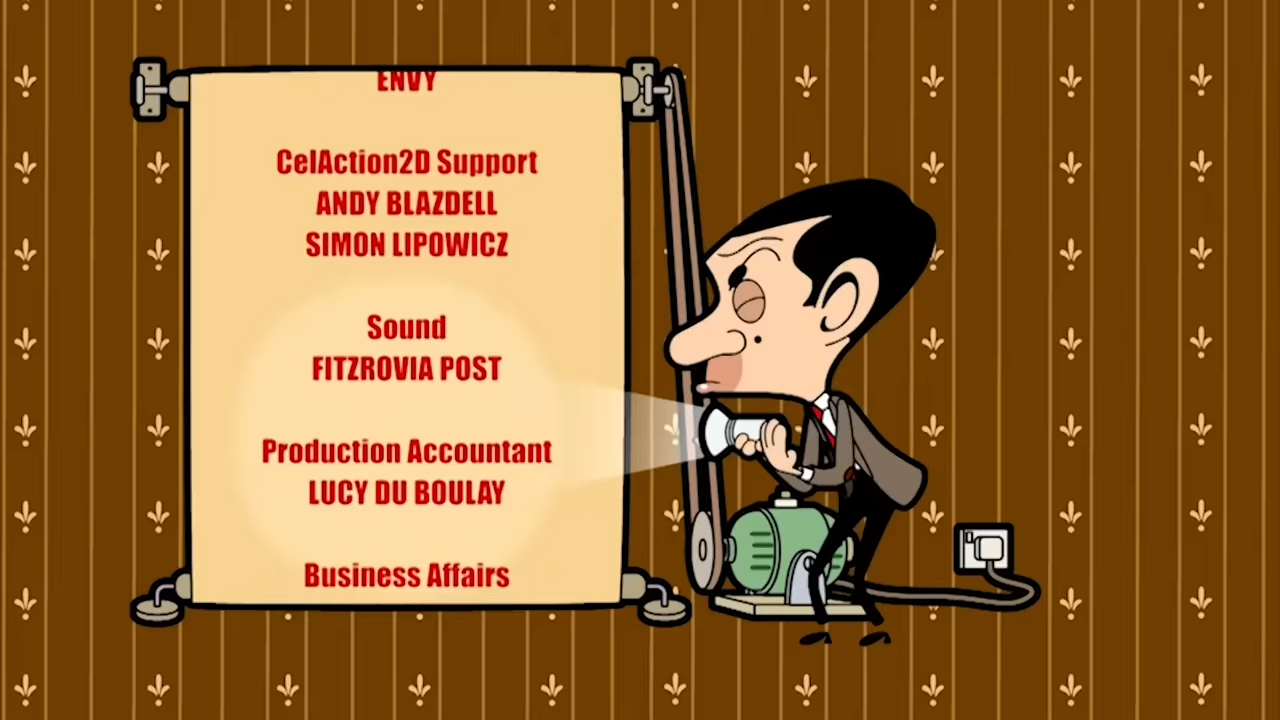 ENVY
CelAction2D Support
ANDY BLAZDELL
SIMON LIPOWICZ
Sound
FITZROVIA POST
Production Accountant
LUCY DU BOULAY
Business Affairs